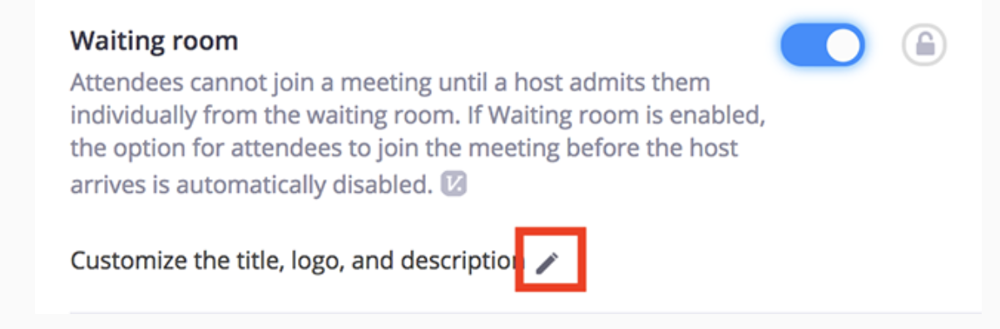 Waiting room
Attendees cannot join a meeting until a host admits them
individually from the waiting room. If Waiting room is enabled,
the option for attendees to join the meeting before the host
arrives is automatically disabled. V.
Customize the title, logo, and description